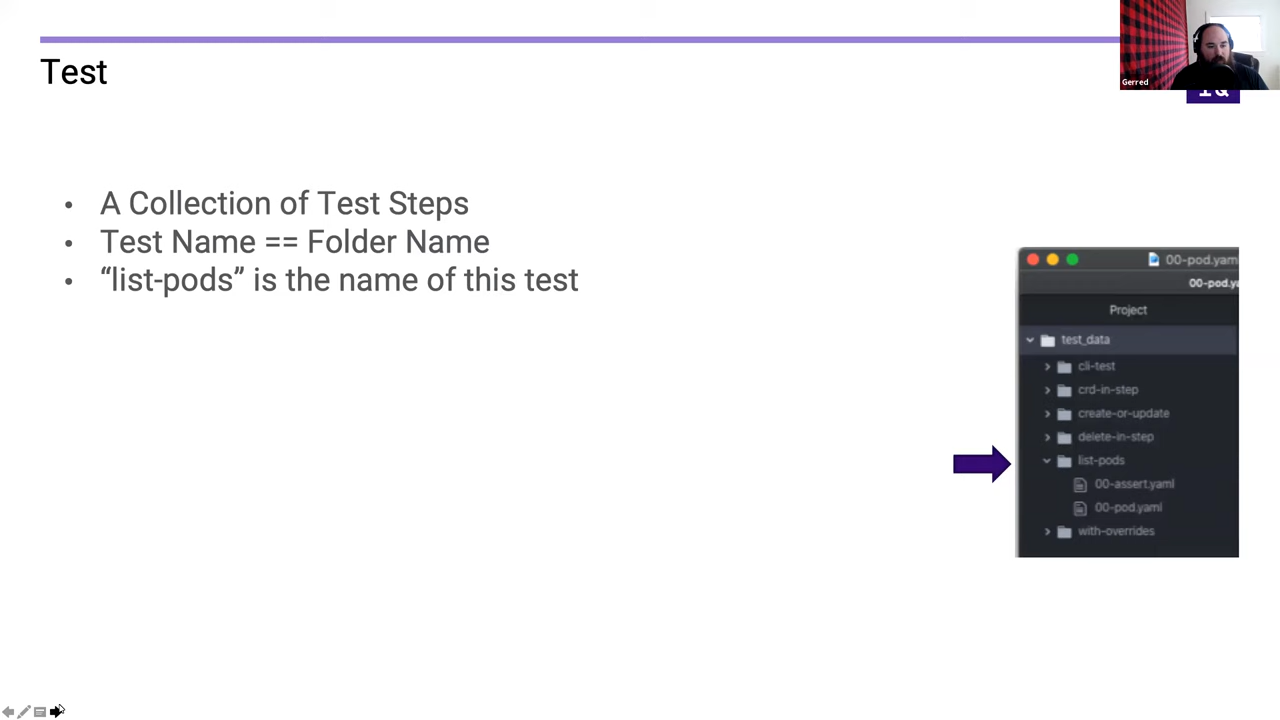 Test
Gerred
• A Collection of Test Steps
• Test Name == Folder Name
• “list-pods” is the name of this test
00-pod.yaml
00-pod.ya
Project
test_data
cli-test
crd-in-step
create-or-update
delete-in-step
list-pods
00-assert.yaml
00-pod.yaml
with-overrides